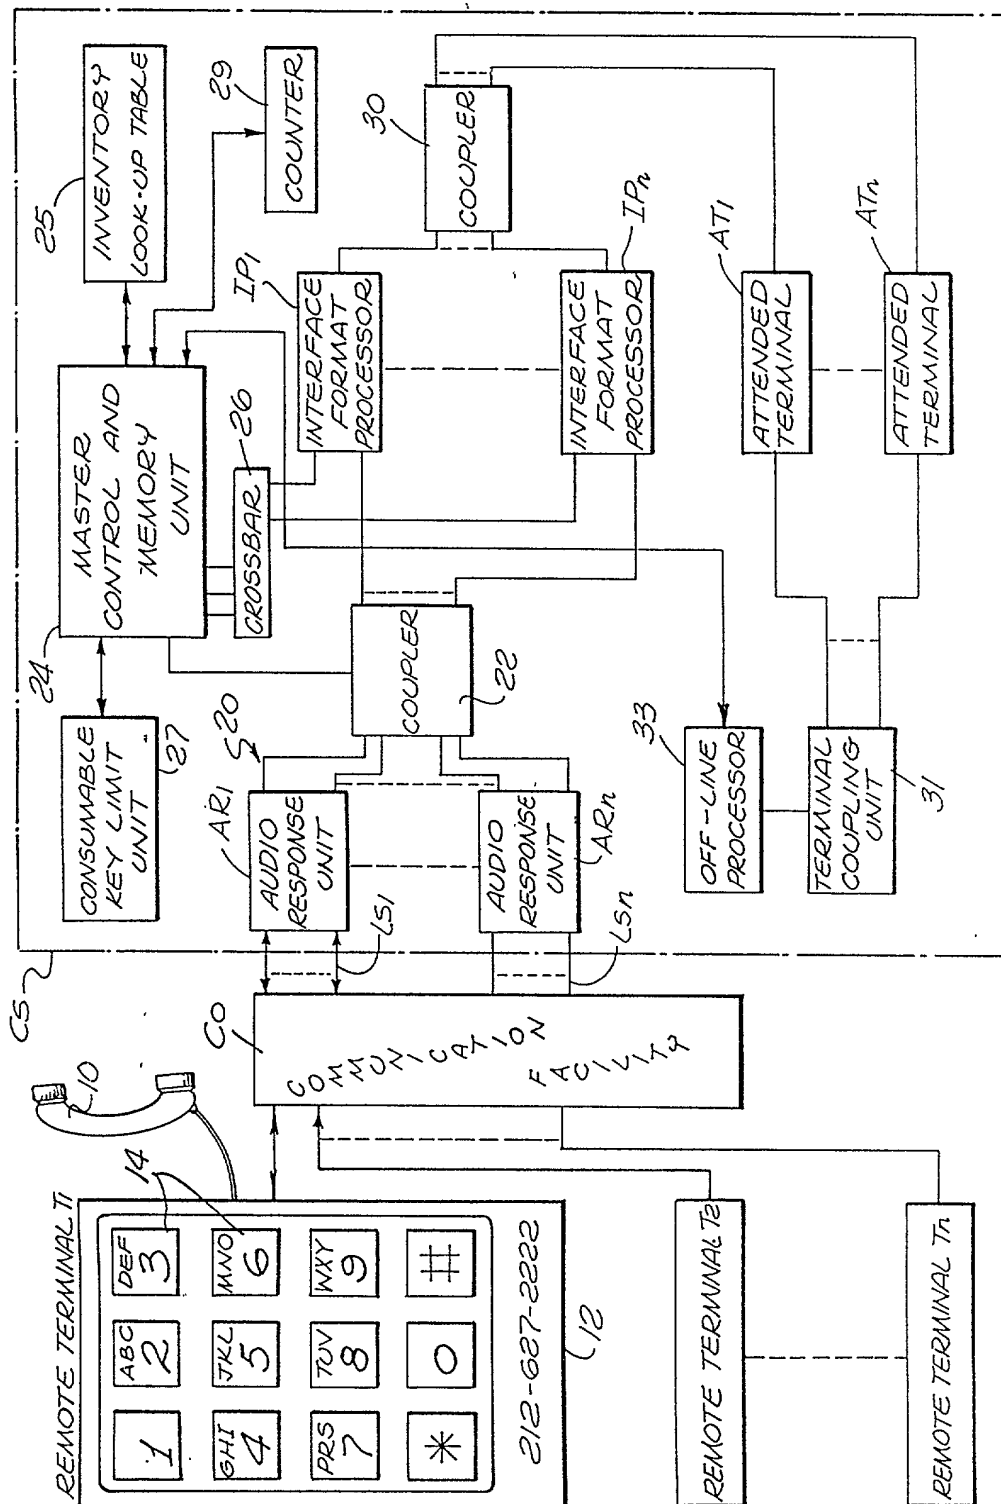 REMOTE TERMINAL T1
1
ABC
2
DEF
3
14
GHI
4
JKL
5
MNO
6
PRS
7
TUV
8
WXY
9
*
0
#
212-627-2222
12
10
REMOTE TERMINAL T2
REMOTE TERMINAL Tn
CO
COMMUNICATION
FACILITY
CS
LS1
LSn
CONSUMABLE
KEY LIMIT
UNIT
27
AR1
20
AUDIO
RESPONSE
UNIT
AUDIO
RESPONSE
UNIT
ARn
COUPLER
22
24
MASTER
CONTROL AND
MEMORY
UNIT
CROSSBAR
26
25
INVENTORY
LOOK-UP TABLE
29
COUNTER
IP1
INTERFACE
FORMAT
PROCESSOR
INTERFACE
FORMAT
PROCESSOR
IPn
30
COUPLER
33
OFF-LINE
PROCESSOR
TERMINAL
COUPLING
UNIT
31
AT1
ATTENDED
TERMINAL
ATn
ATTENDED
TERMINAL